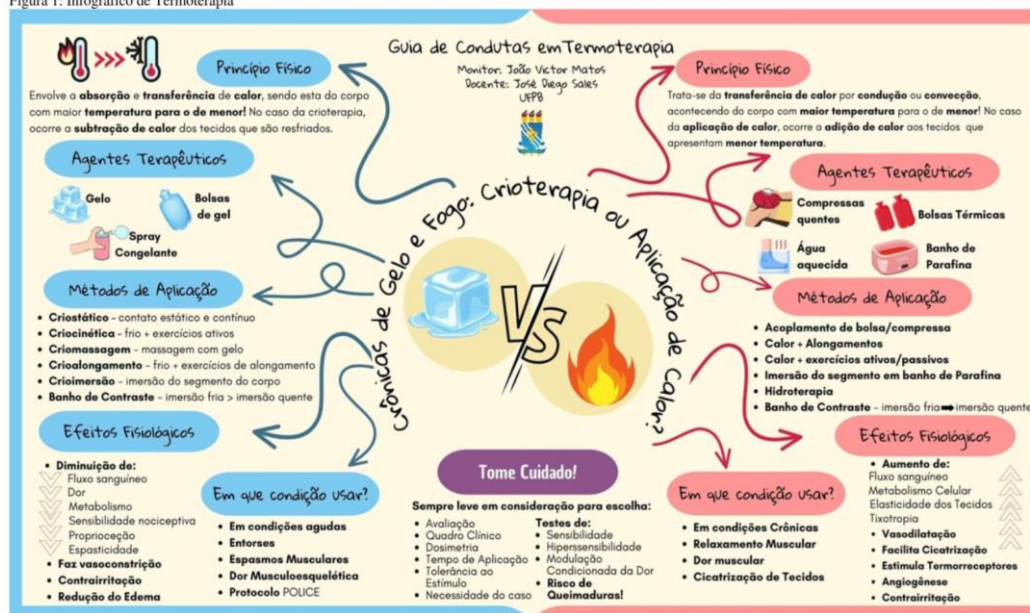 Figura 1: Infográfico de Termoterapia
Guia de Condutas em Termoterapia
Monitor: João Victor Matos
Docente: José Diego Sales
UFPB
Crônicas de Gelo e Fogo: Crioterapia ou Aplicação de Calor?
VS
Princípio Físico
Envolve a absorção e transferência de calor, sendo esta do corpo
com maior temperatura para o de menor! No caso da crioterapia,
ocorre a subtração de calor dos tecidos que são resfriados.
Agentes Terapêuticos
Gelo
Bolsas
de gel
Spray
Congelante
Métodos de Aplicação
• Criostático - contato estático e contínuo
• Criocinética - frio + exercícios ativos
• Criomassagem - massagem com gelo
• Crioalongamento - frio + exercícios de alongamento
• Crioimersão - imersão do segmento do corpo
• Banho de Contraste - imersão fria > imersão quente
Efeitos Fisiológicos
• Diminuição de:
Fluxo sanguíneo
Dor
Metabolismo
Sensibilidade nociceptiva
Propriocepção
Espasticidade
• Faz vasoconstrição
• Contrairritação
• Redução do Edema
Em que condição usar?
• Em condições agudas
• Entorses
• Espasmos Musculares
• Dor Musculoesquelética
• Protocolo POLICE
Tome Cuidado!
Sempre leve em consideração para escolha:
• Avaliação
• Quadro Clínico
• Dosimetria
• Tempo de Aplicação
• Tolerância ao
Estímulo
• Necessidade do caso
Testes de:
• Sensibilidade
• Hiperssensibilidade
• Modulação
Condicionada da Dor
• Risco de
Queimaduras!
Princípio Físico
Trata-se da transferência de calor por condução ou convecção,
acontecendo do corpo com maior temperatura para o de menor! No caso
da aplicação de calor, ocorre a adição de calor aos tecidos que
apresentam menor temperatura.
Agentes Terapêuticos
Compressas
quentes
Bolsas Térmicas
Água
aquecida
Banho de
Parafina
Métodos de Aplicação
• Acoplamento de bolsa/compressa
• Calor + Alongamentos
• Calor + exercícios ativos/passivos
• Imersão do segmento em banho de Parafina
• Hidroterapia
• Banho de Contraste - imersão fria➡imersão quente
Em que condição usar?
• Em condições Crônicas
• Relaxamento Muscular
• Dor muscular
• Cicatrização de Tecidos
Efeitos Fisiológicos
• Aumento de:
Fluxo sanguíneo
Metabolismo Celular
Elasticidade dos Tecidos
Tixotropia
• Vasodilatação
• Facilita Cicatrização
• Estimula Termorreceptores
• Angiogênse
• Contrairritação